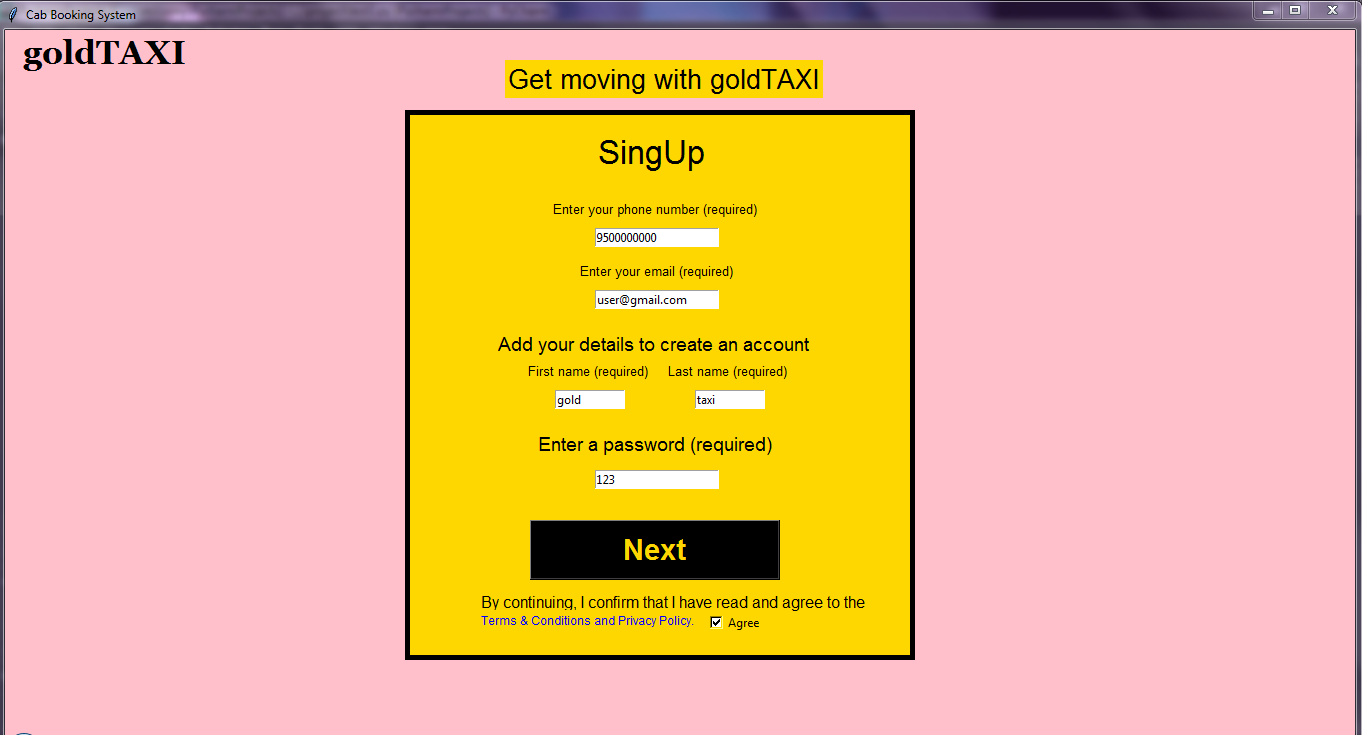 Cab Booking System
goldTAXI
Get moving with goldTAXI
SingUp
Enter your phone number (required)
9500000000
Enter your email (required)
user@gmail.com
Add your details to create an account
First name (required) Last name (required)
gold taxi
Enter a password (required)
123
Next
By continuing, I confirm that I have read and agree to the
Terms & Conditions and Privacy Policy. Agree